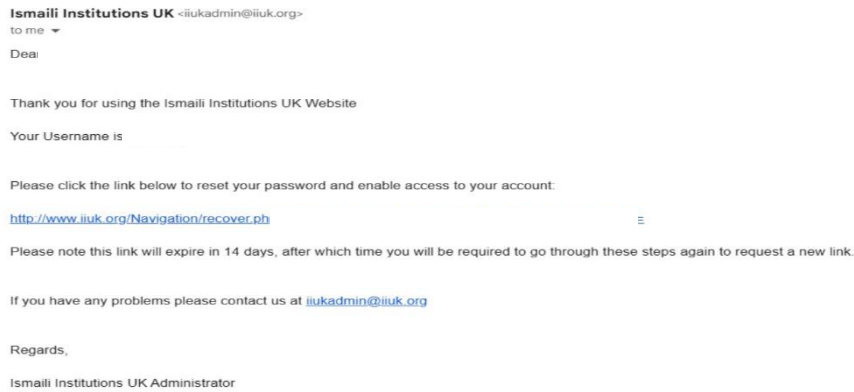 Ismaili Institutions UK <iiukadmin@iiuk.org>
to me
Dear
Thank you for using the Ismaili Institutions UK Website
Your Username is
Please click the link below to reset your password and enable access to your account:
http://www.iiuk.org/Navigation/recover.ph =
Please note this link will expire in 14 days, after which time you will be required to go through these steps again to request a new link.
If you have any problems please contact us at iiukadmin@iiuk.org
Regards,
Ismaili Institutions UK Administrator